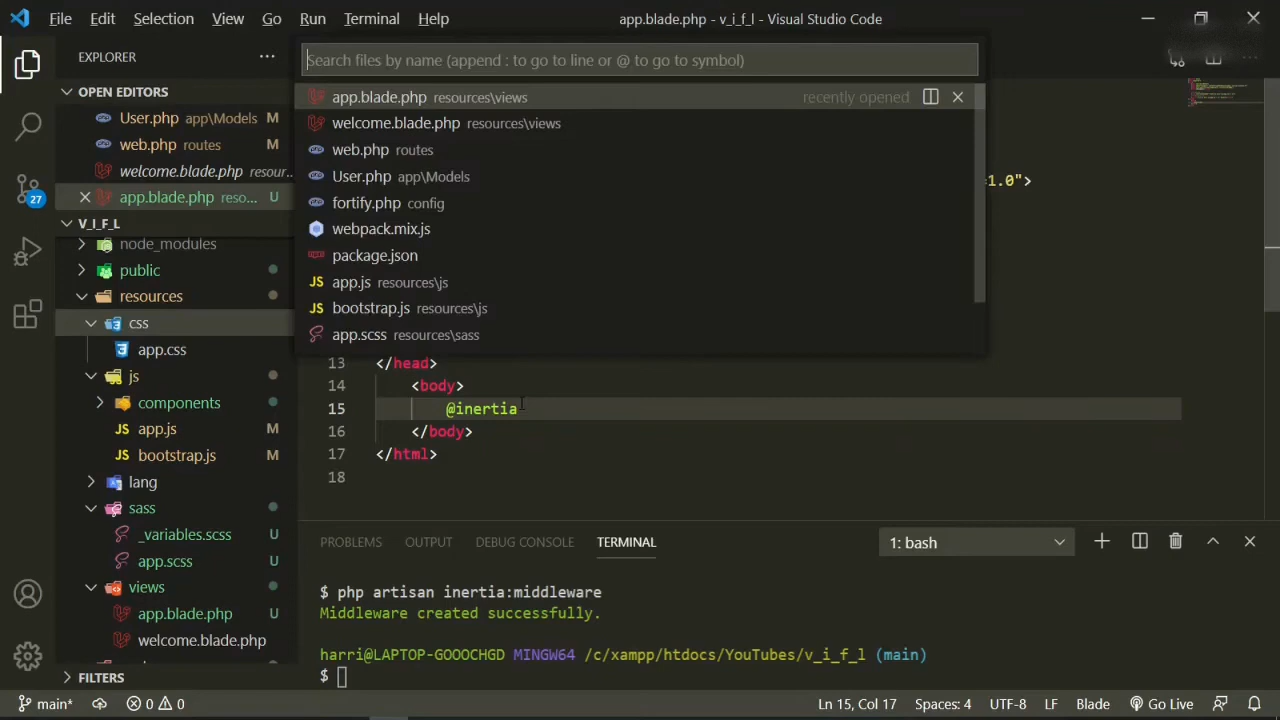 File Edit Selection View Go Run Terminal Help app.blade.php - v_i_f_l - Visual Studio Code
EXPLORER
OPEN EDITORS
User.php app\Models M
web.php routes M
welcome.blade.php resour...
app.blade.php reso... U
V_I_F_L
node_modules
public
resources
css
app.css
js
components
app.js M
bootstrap.js M
lang
sass
_variables.scss U
app.scss U
views
app.blade.php U
welcome.blade.php
FILTERS
27
Search files by name (append : to go to line or @ to go to symbol)
app.blade.php resources\views recently opened
welcome.blade.php resources\views
web.php routes
User.php app\Models
fortify.php config
webpack.mix.js
package.json
app.js resources\js
bootstrap.js resources\js
app.scss resources\sass
1.0">
13 </head>
14 <body>
15 @inertia
16 </body>
17 </html>
18
PROBLEMS OUTPUT DEBUG CONSOLE TERMINAL 1: bash
$ php artisan inertia:middleware
Middleware created successfully.
harri@LAPTOP-GOOOCHGD MINGW64 /c/xampp/htdocs/YouTubes/v_i_f_l (main)
$
main* 0 0 Ln 15, Col 17 Spaces: 4 UTF-8 LF Blade Go Live